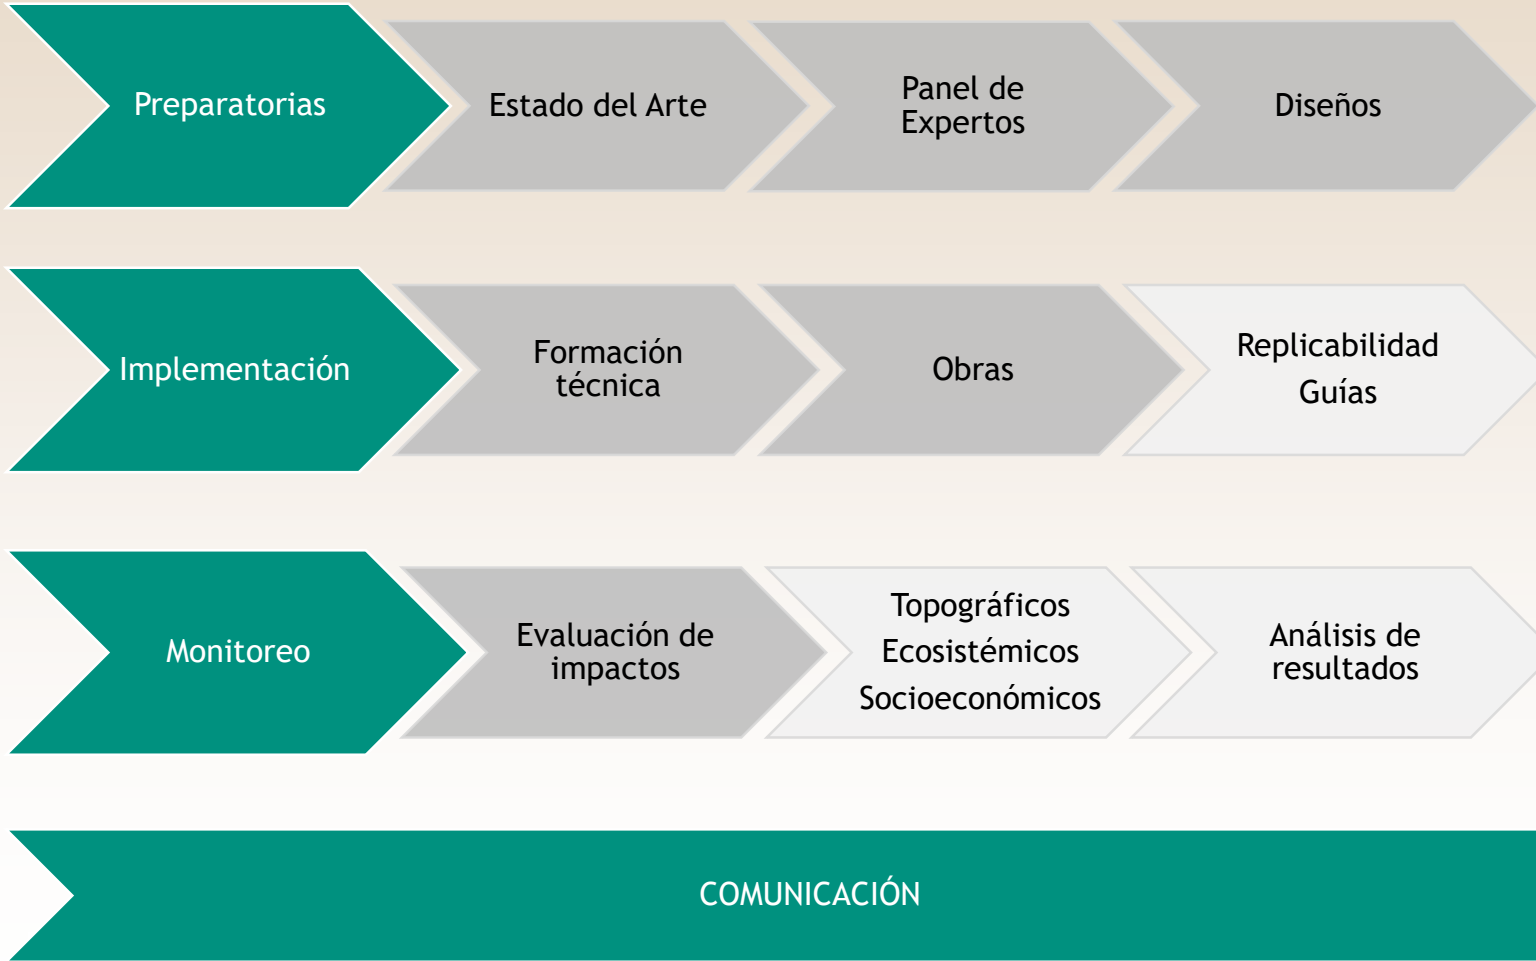 Preparatorias
Estado del Arte
Panel de
Expertos
Diseños
Implementación
Formación
técnica
Obras
Replicabilidad
Guías
Monitoreo
Evaluación de
impactos
Topográficos
Ecosistémicos
Socioeconómicos
Análisis de
resultados
COMUNICACIÓN